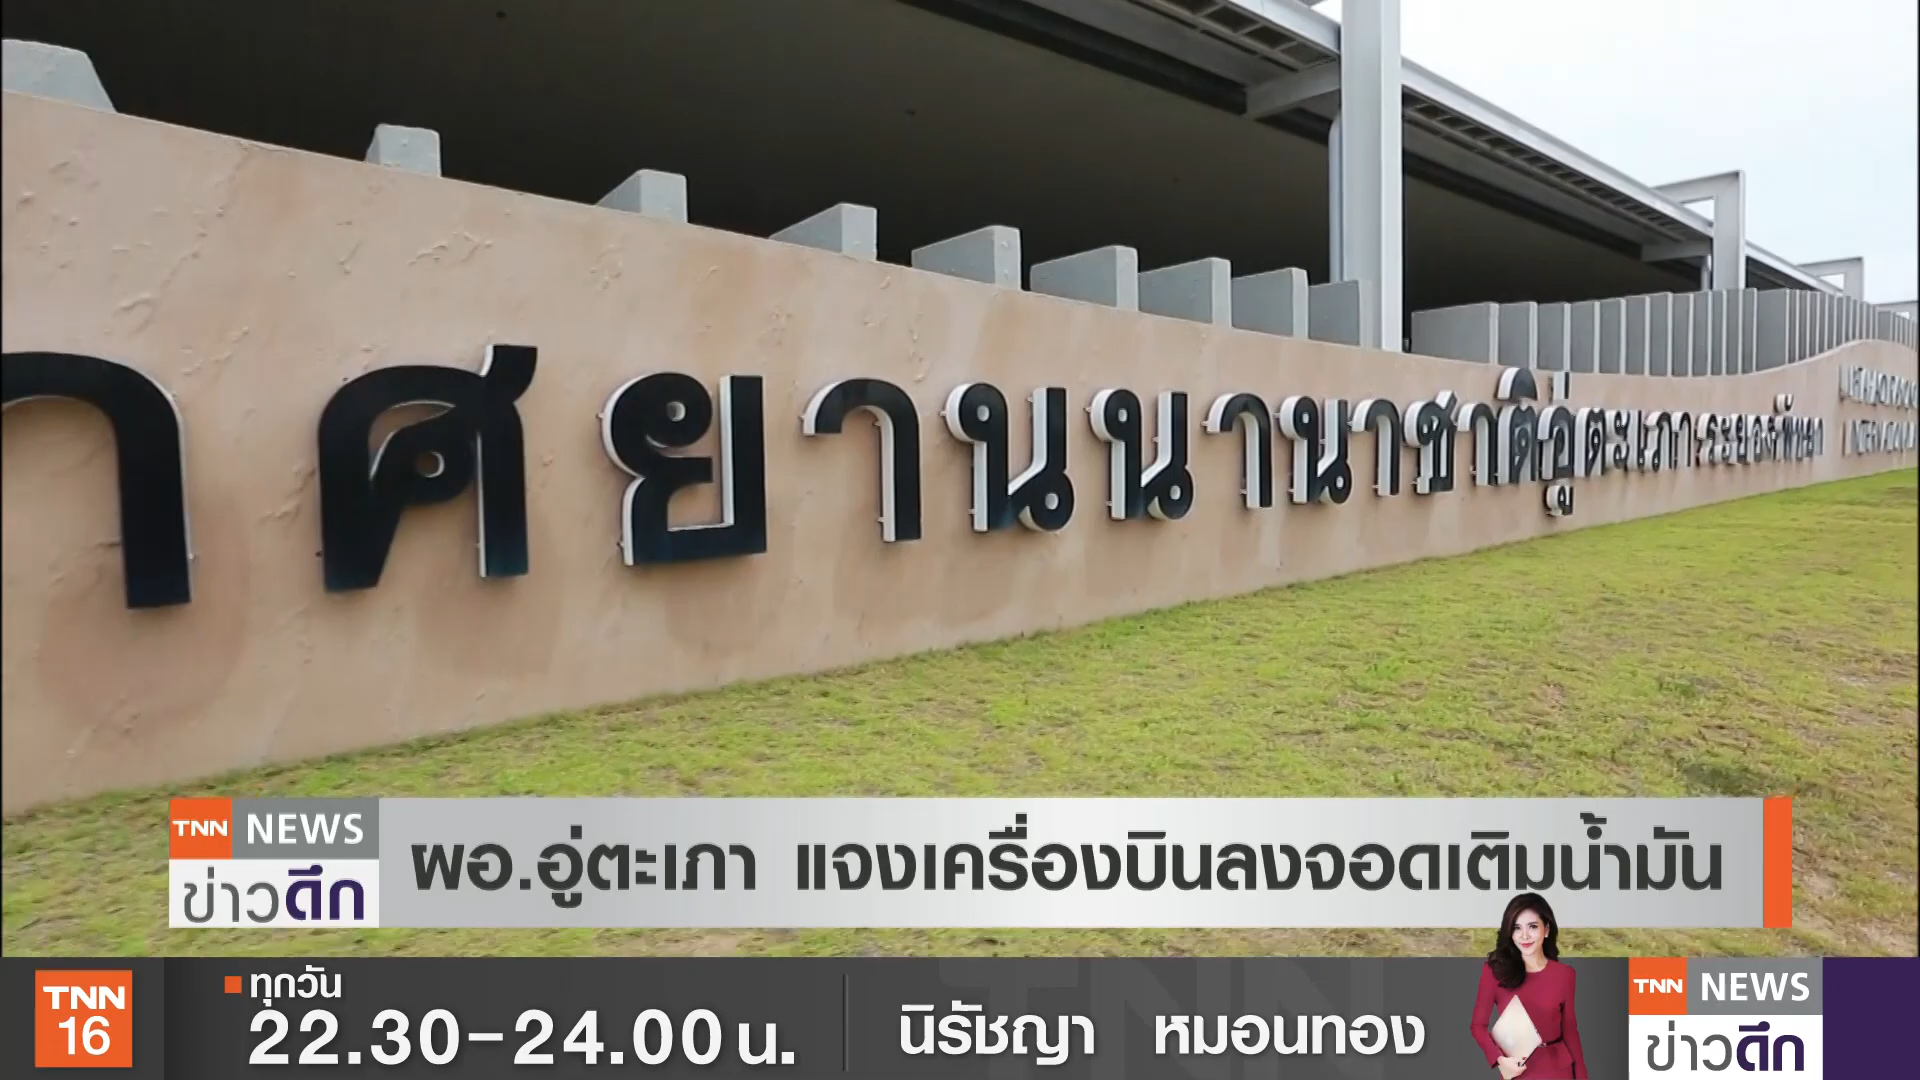 าศยานนานาชาติอู่ตะเภา ระยอง พัทยา
TNN NEWS
ข่าวดึก
ผอ.อู่ตะเภา แจงเครื่องบินลงจอดเติมน้ำมัน
TNN
16
ทุกวัน
22.30-24.00 น.
นิรัชญา หมอนทอง
TNN NEWS
ข่าวดึก